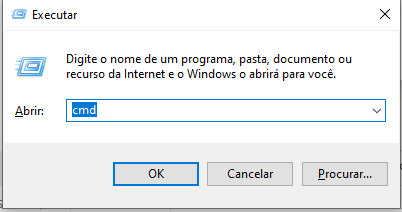 Executar
Digite o nome de um programa, pasta, documento ou
recurso da Internet e o Windows o abrirá para você.
Abrir: cmd
OK Cancelar Procurar...